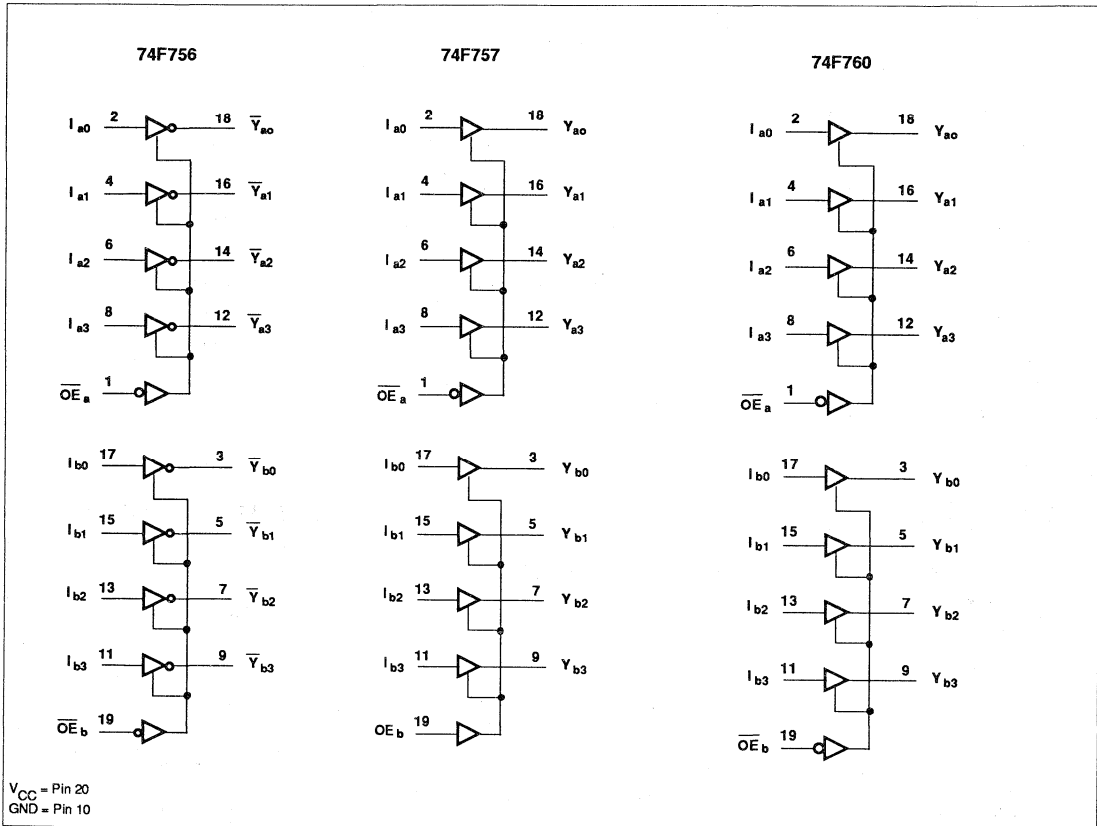 74F756 74F757 74F760
I a0 2 18 Y̅ ao I a0 2 18 Y ao I a0 2 18 Y ao
I a1 4 16 Y̅ a1 I a1 4 16 Y a1 I a1 4 16 Y a1
I a2 6 14 Y̅ a2 I a2 6 14 Y a2 I a2 6 14 Y a2
I a3 8 12 Y̅ a3 I a3 8 12 Y a3 I a3 8 12 Y a3
O̅E̅ a 1 O̅E̅ a 1 O̅E̅ a 1
I b0 17 3 Y̅ b0 I b0 17 3 Y b0 I b0 17 3 Y b0
I b1 15 5 Y̅ b1 I b1 15 5 Y b1 I b1 15 5 Y b1
I b2 13 7 Y̅ b2 I b2 13 7 Y b2 I b2 13 7 Y b2
I b3 11 9 Y̅ b3 I b3 11 9 Y b3 I b3 11 9 Y b3
O̅E̅ b 19 OE b 19 O̅E̅ b 19
VCC = Pin 20
GND = Pin 10